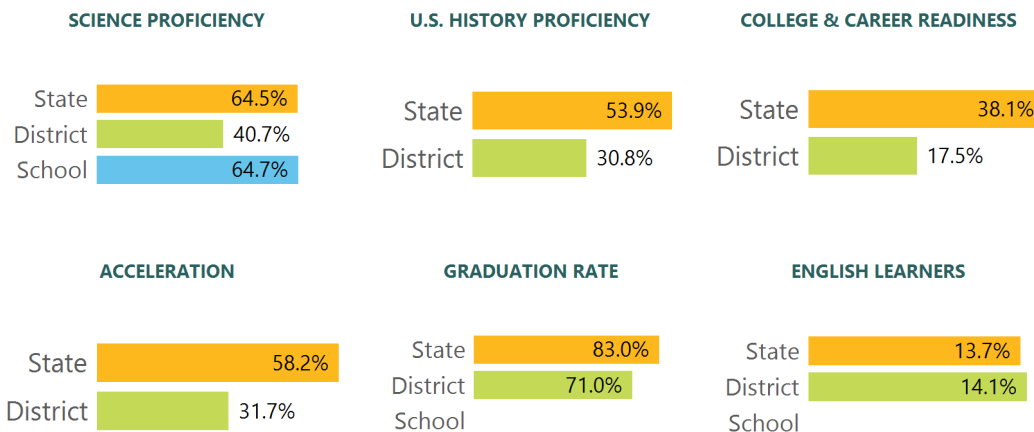 SCIENCE PROFICIENCY
State 64.5%
District 40.7%
School 64.7%
U.S. HISTORY PROFICIENCY
State 53.9%
District 30.8%
COLLEGE & CAREER READINESS
State 38.1%
District 17.5%
ACCELERATION
State 58.2%
District 31.7%
GRADUATION RATE
State 83.0%
District 71.0%
School
ENGLISH LEARNERS
State 13.7%
District 14.1%
School